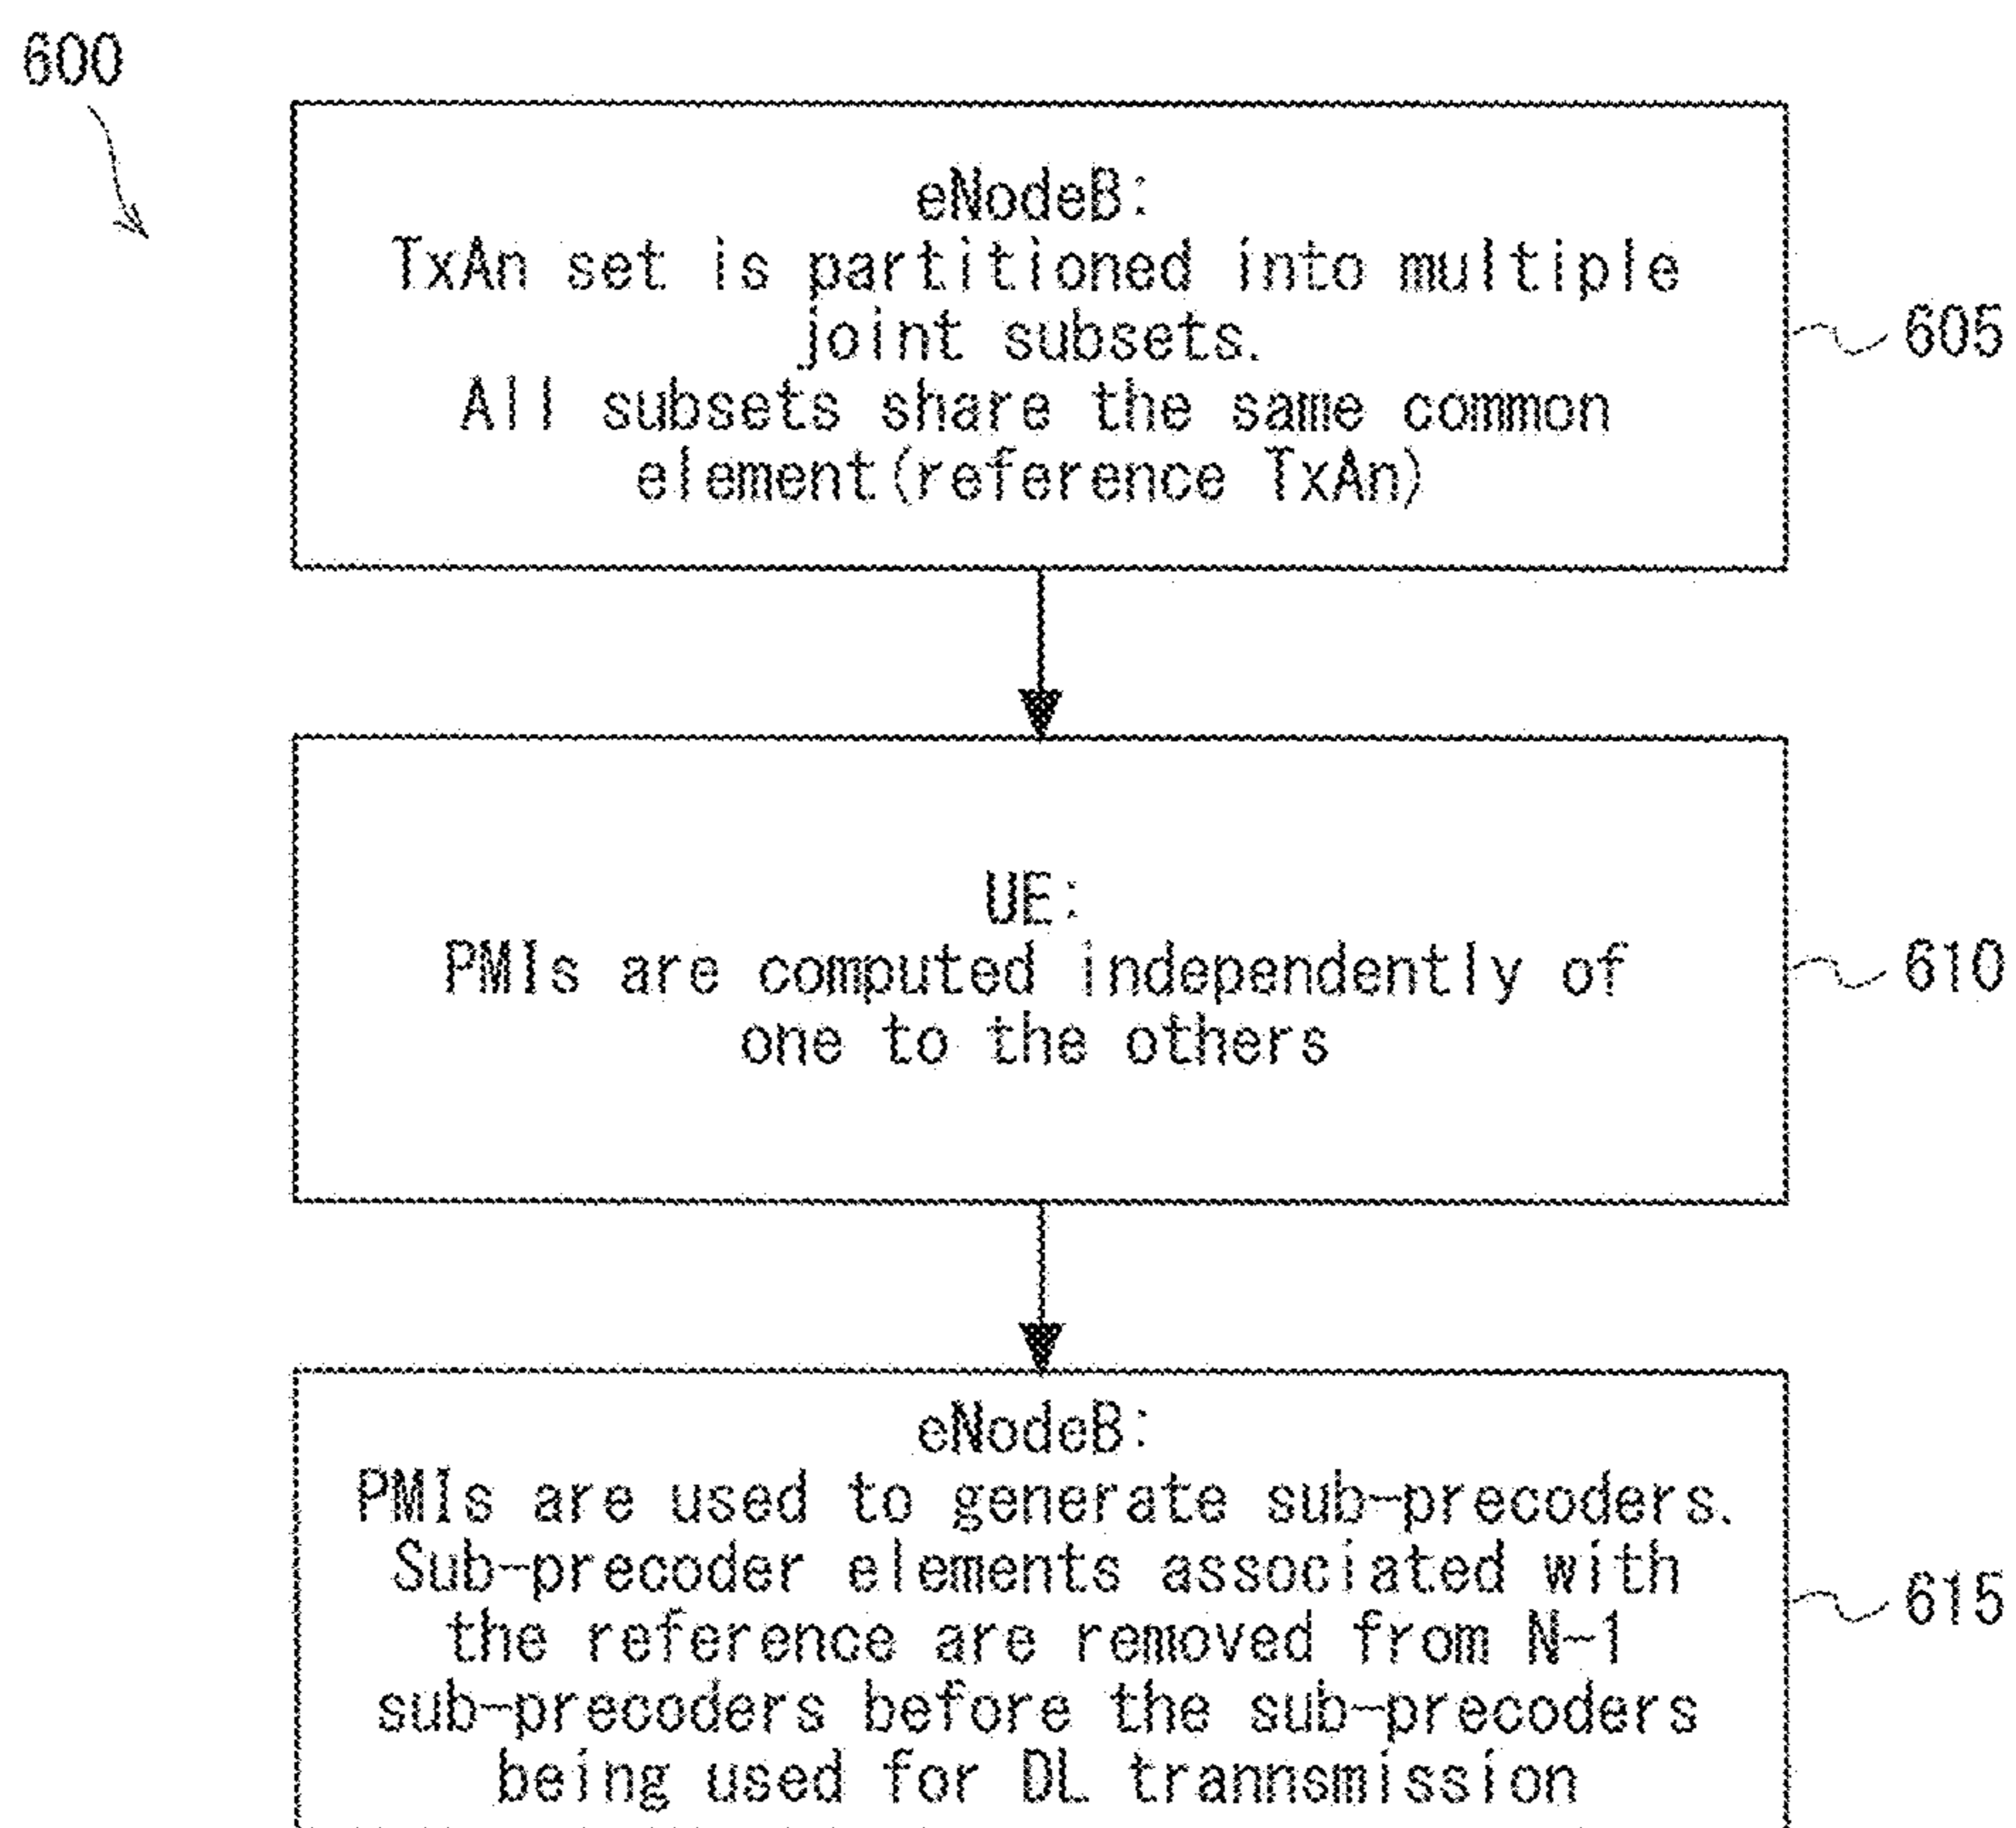 600
eNodeB:
TxAn set is partitioned into multiple
joint subsets.
All subsets share the same common
element(reference TxAn)
605
UE:
PMIs are computed independently of
one to the others
610
eNodeB:
PMIs are used to generate sub-precoders.
Sub-precoder elements associated with
the reference are removed from N-1
sub-precoders before the sub-precoders
being used for DL trannsmission
615